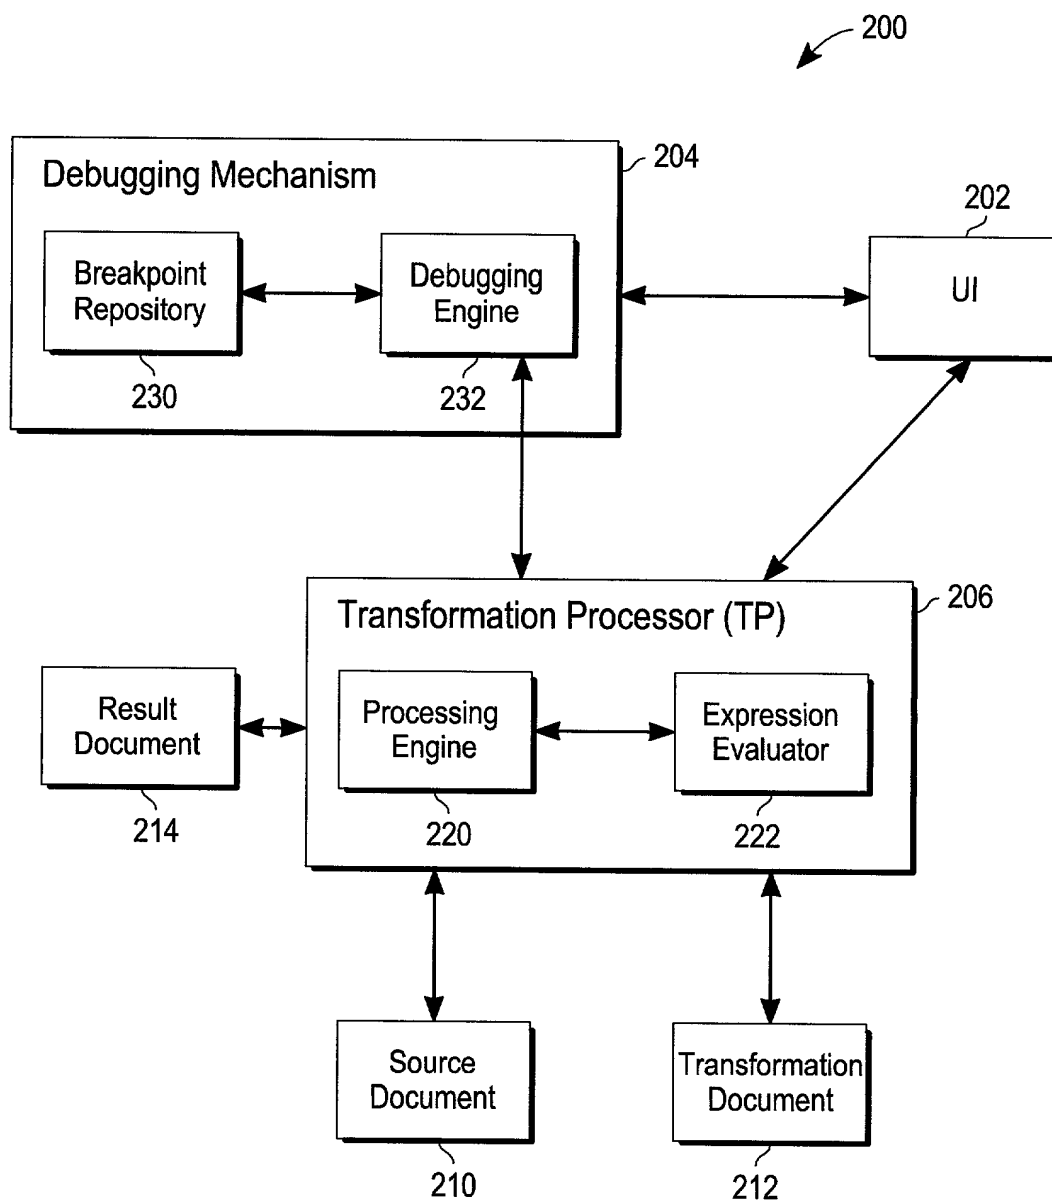 200
204
Debugging Mechanism
202
Breakpoint
Repository
Debugging
Engine
UI
230
232
206
Transformation Processor (TP)
Result
Document
Processing
Engine
Expression
Evaluator
214
220
222
Source
Document
Transformation
Document
210
212